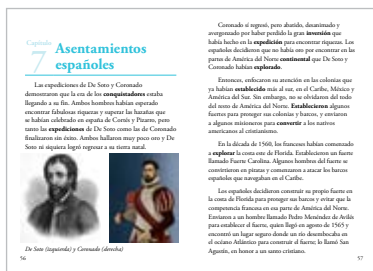 Capítulo
7 Asentamientos
españoles
Las expediciones de De Soto y Coronado
demostraron que la era de los conquistadores estaba
llegando a su fin. Ambos hombres habían esperado
encontrar fabulosas riquezas y superar las hazañas que
se habían celebrado en españa de Cortés y Pizarro, pero
tanto las expediciones de De Soto como las de Coronado
finalizaron sin éxito. Ambos hallaron muy poco oro y De
Soto ni siquiera logró regresar a su tierra natal.
De Soto (izquierda) y Coronado (derecha)
56
Coronado sí regresó, pero abatido, desanimado y
avergonzado por haber perdido la gran inversión que
había hecho en la expedición para encontrar riquezas. Los
españoles decidieron que no había oro por encontrar en las
partes de América del Norte continental que De Soto y
Coronado habían explorado.
Entonces, enfocaron su atención en las colonias que
ya habían establecido más al sur, en el Caribe, México y
América del Sur. Sin embargo, no se olvidaron del todo
del resto de América del Norte. Establecieron algunos
fuertes para proteger sus colonias y barcos, y enviaron
a algunos misioneros para convertir a los nativos
americanos al cristianismo.
En la década de 1560, los franceses habían comenzado
a explorar la costa este de Florida. Establecieron un fuerte
llamado Fuerte Carolina. Algunos hombres del fuerte se
convirtieron en piratas y comenzaron a atacar los barcos
españoles que navegaban en el Caribe.
Los españoles decidieron construir su propio fuerte en
la costa de Florida para proteger sus barcos y evitar que la
competencia francesa en esa parte de América del Norte.
Enviaron a un hombre llamado Pedro Menéndez de Avilés
para establecer el fuerte, quien llegó en agosto de 1565 y
encontró un lugar seguro donde un río desembocaba en
el océano Atlántico para construir el fuerte; lo llamó San
Agustín, en honor a un santo cristiano.
57